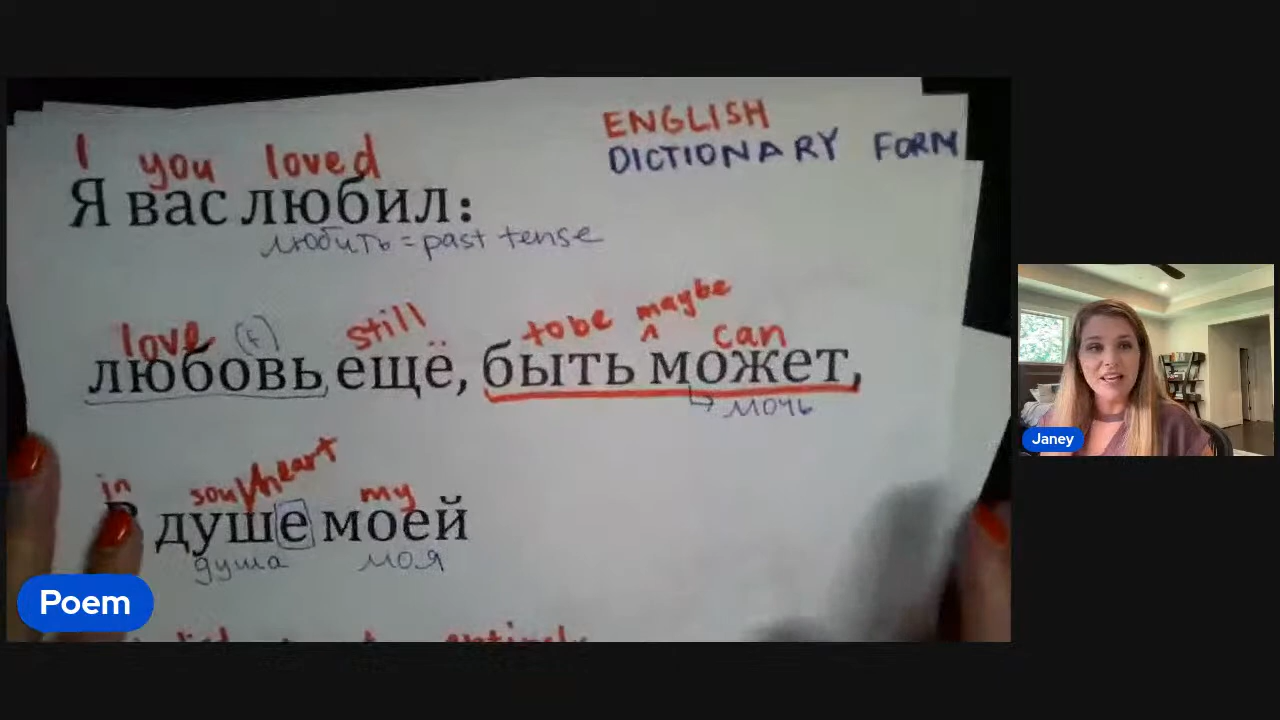 ENGLISH
I you loved
DICTIONARY FORM
Я вас любил:
любить = past tense
love (f) still to be ^ maybe can
любовь ещё, быть может,
мочь
in soul/heart my
В душе моей
душа моя
entirely
Poem
Janey